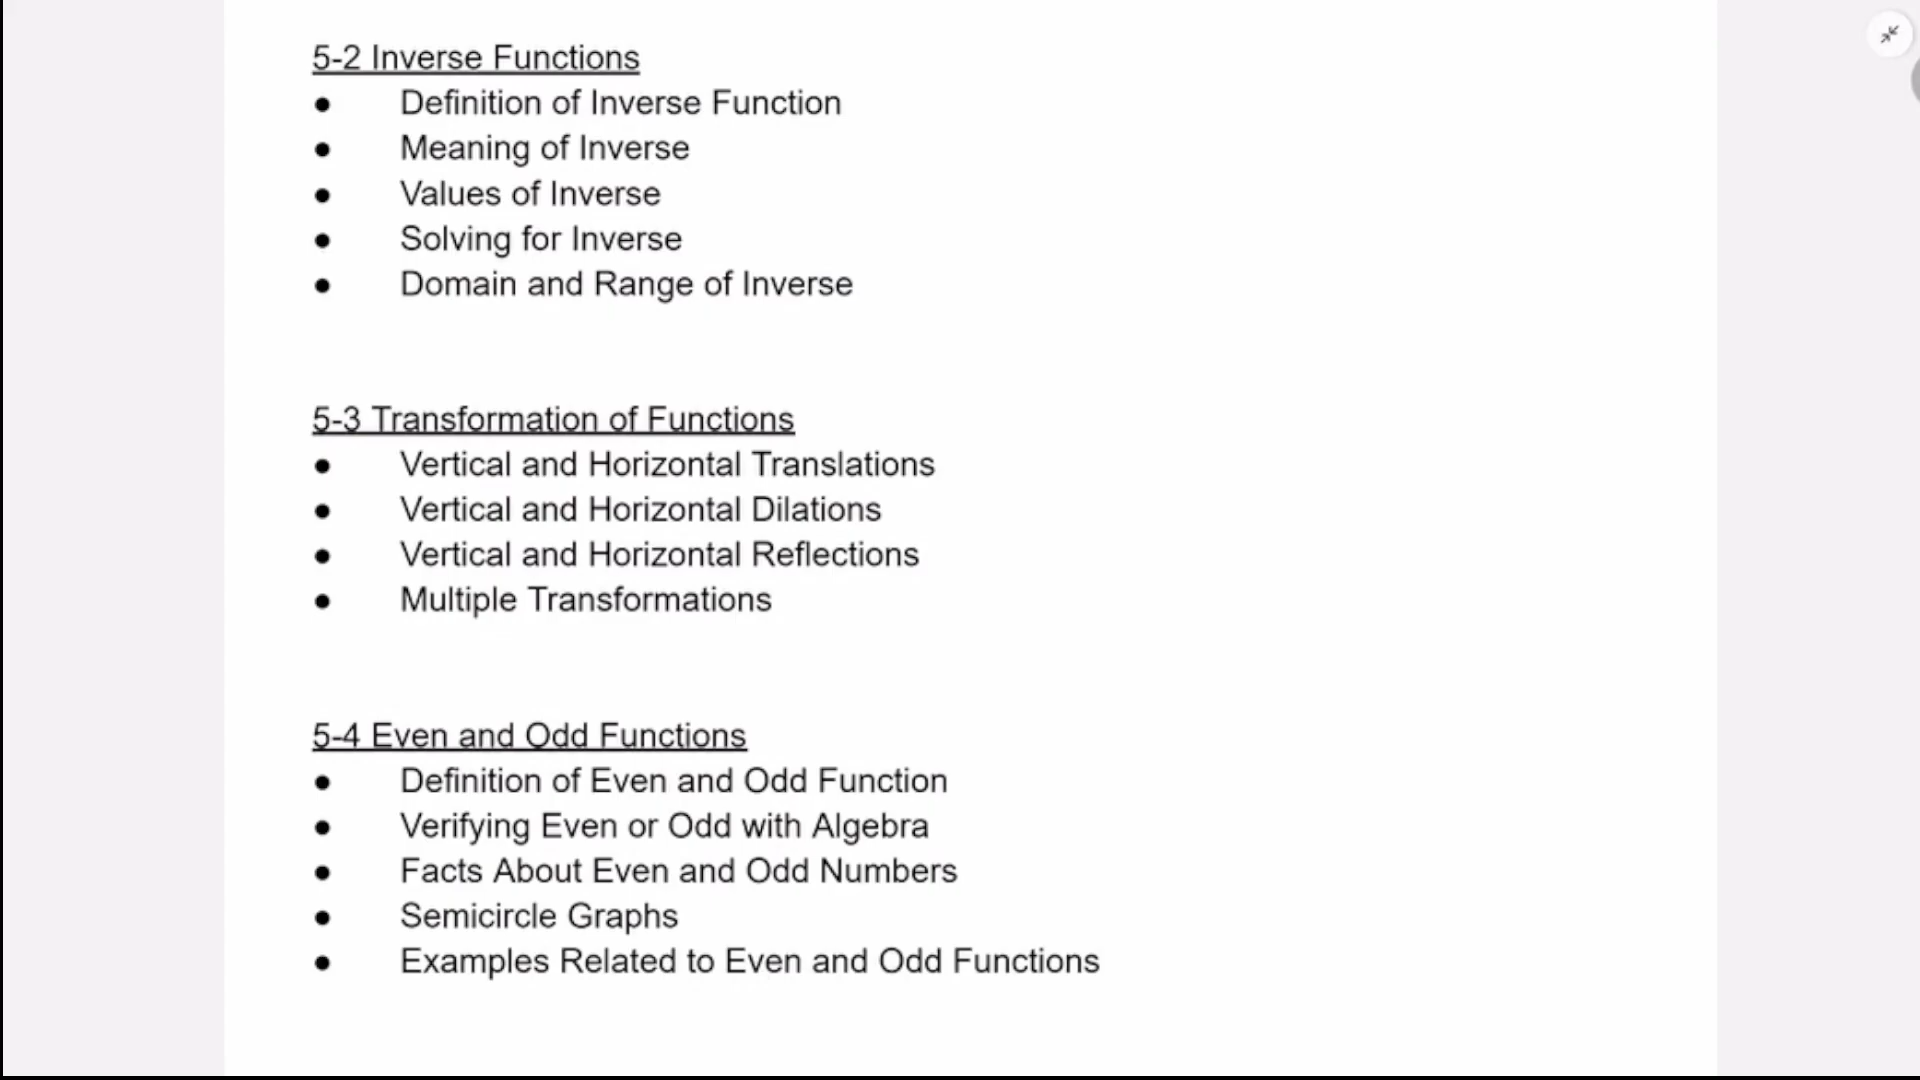 5-2 Inverse Functions
● Definition of Inverse Function
● Meaning of Inverse
● Values of Inverse
● Solving for Inverse
● Domain and Range of Inverse
5-3 Transformation of Functions
● Vertical and Horizontal Translations
● Vertical and Horizontal Dilations
● Vertical and Horizontal Reflections
● Multiple Transformations
5-4 Even and Odd Functions
● Definition of Even and Odd Function
● Verifying Even or Odd with Algebra
● Facts About Even and Odd Numbers
● Semicircle Graphs
● Examples Related to Even and Odd Functions